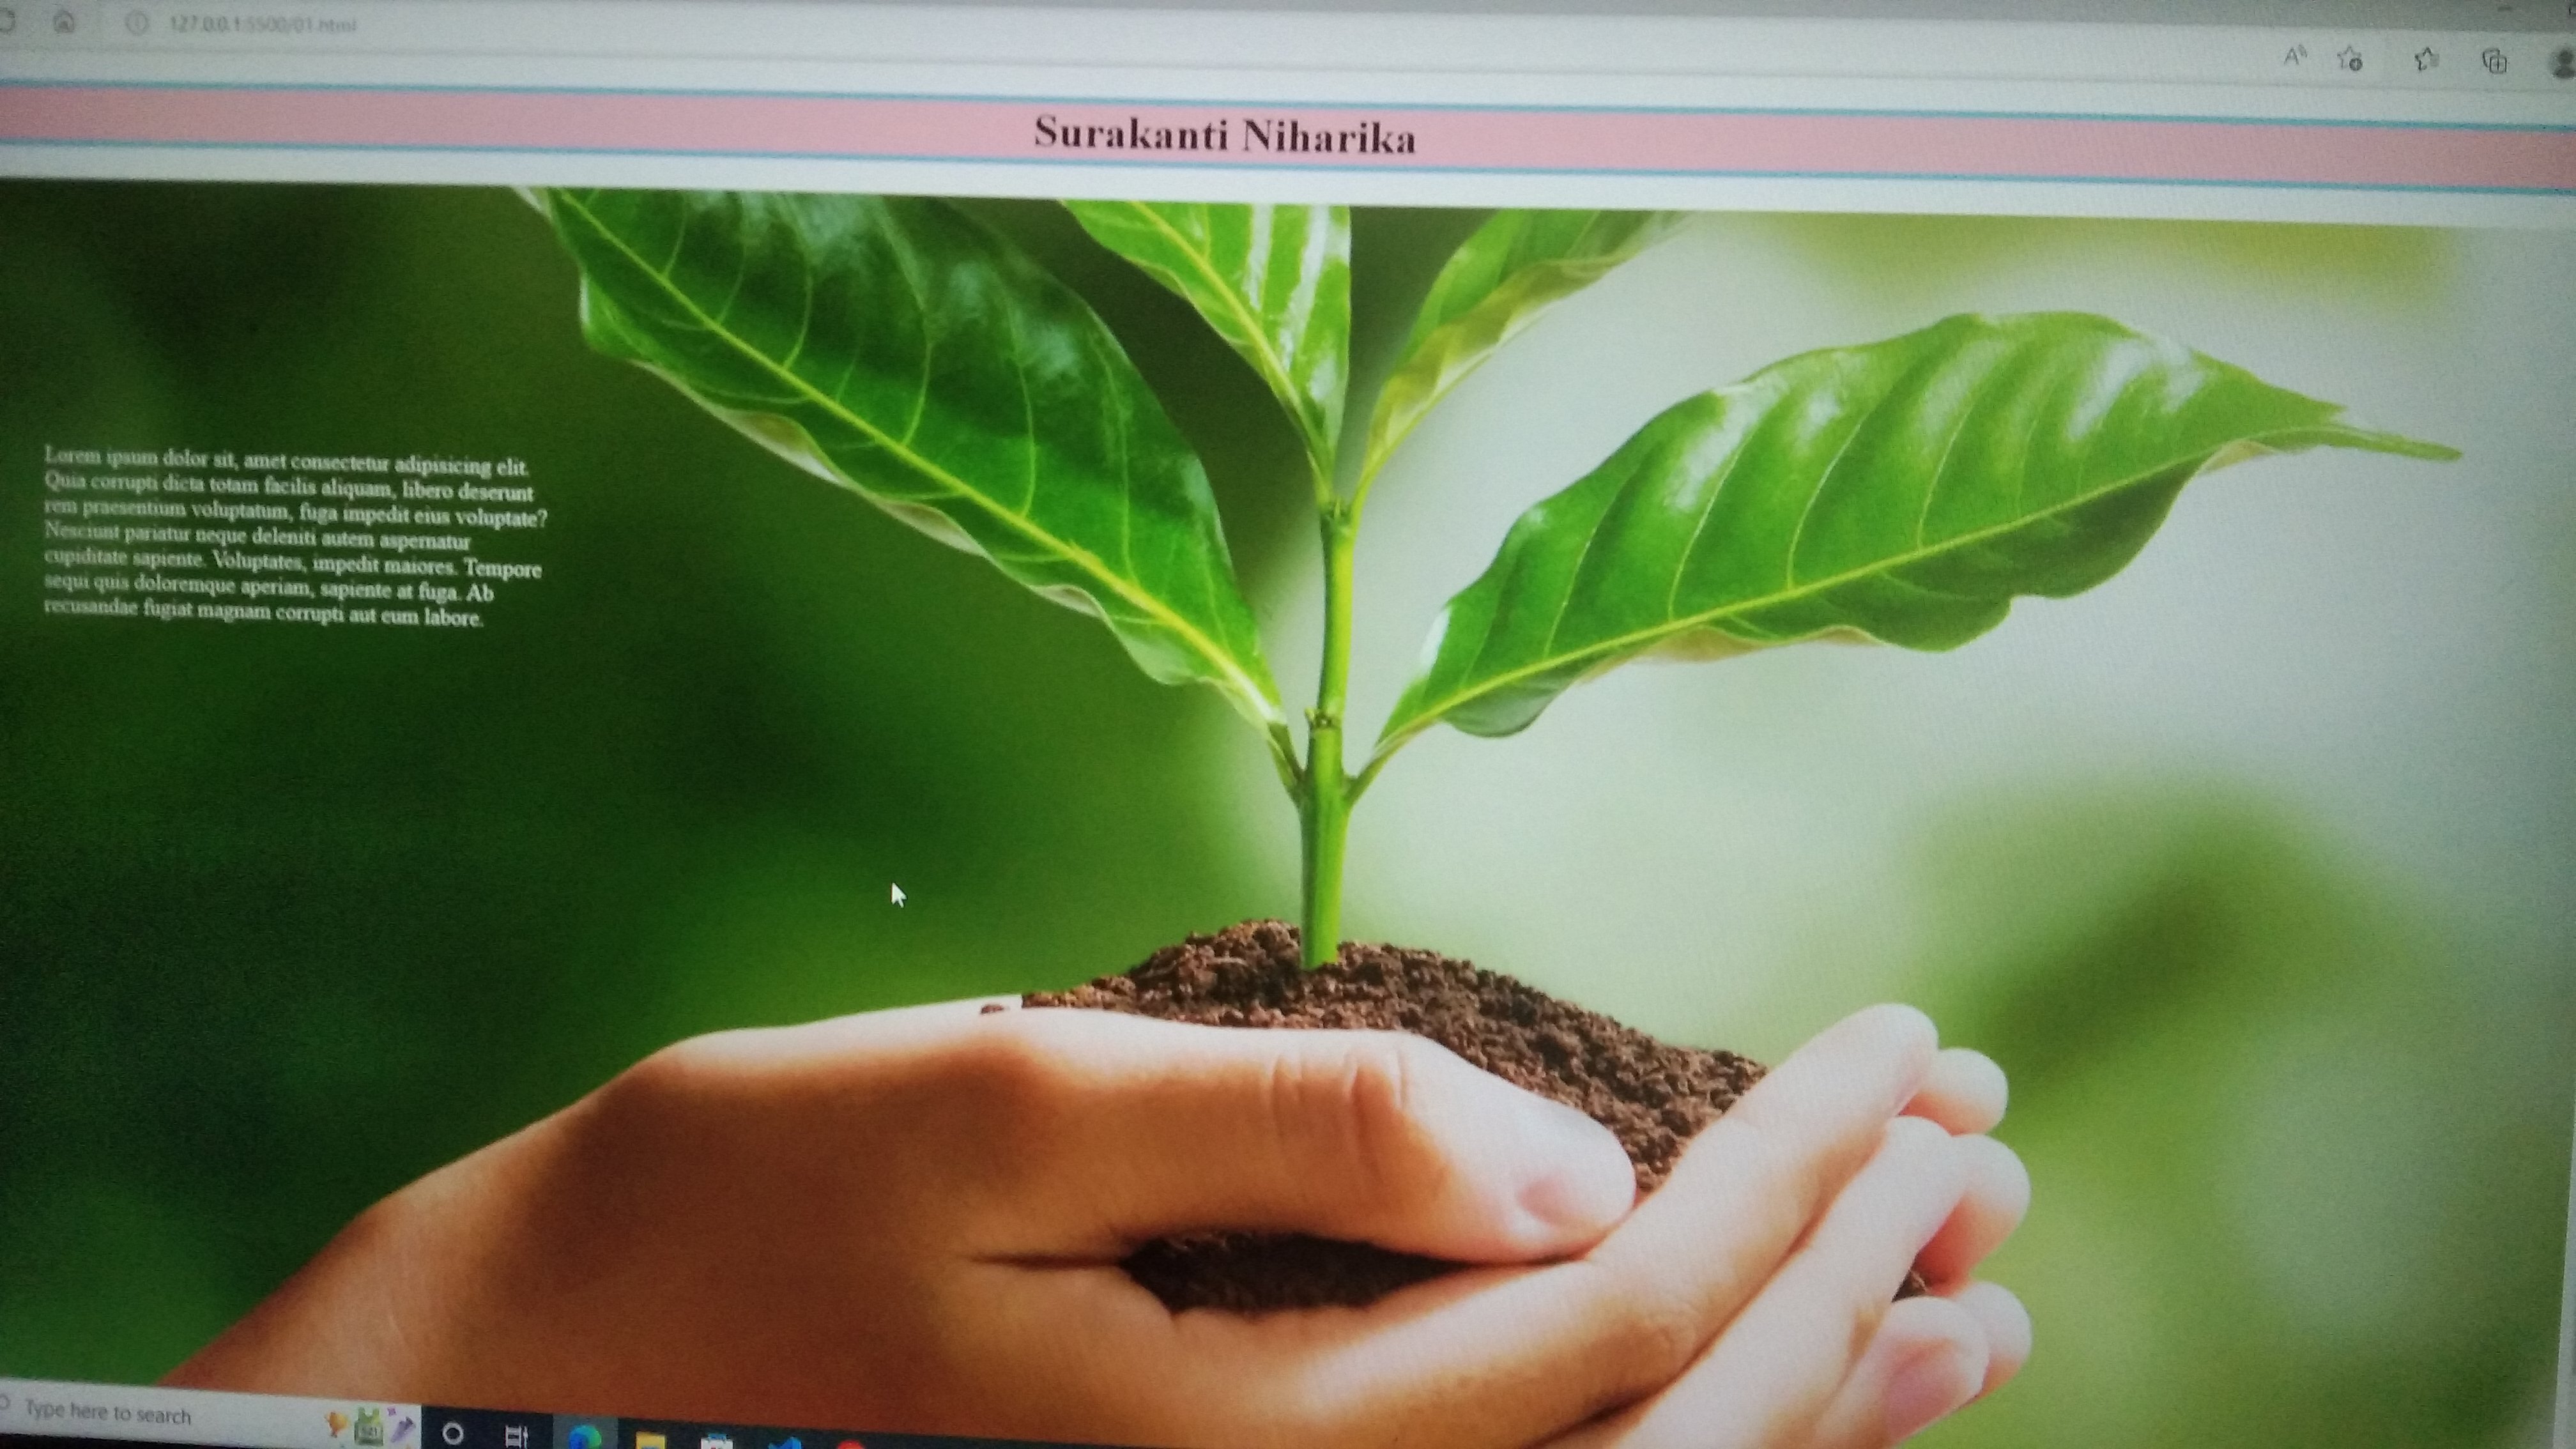 127.0.0.1:5500/01.html
Surakanti Niharika
Lorem ipsum dolor sit, amet consectetur adipisicing elit.
Quia corrupti dicta totam facilis aliquam, libero deserunt
rem praesentium voluptatum, fuga impedit eius voluptate?
Nesciunt pariatur neque deleniti autem aspernatur
cupiditate sapiente. Voluptates, impedit maiores. Tempore
sequi quis doloremque aperiam, sapiente at fuga. Ab
recusandae fugiat magnam corrupti aut eum labore.
Type here to search